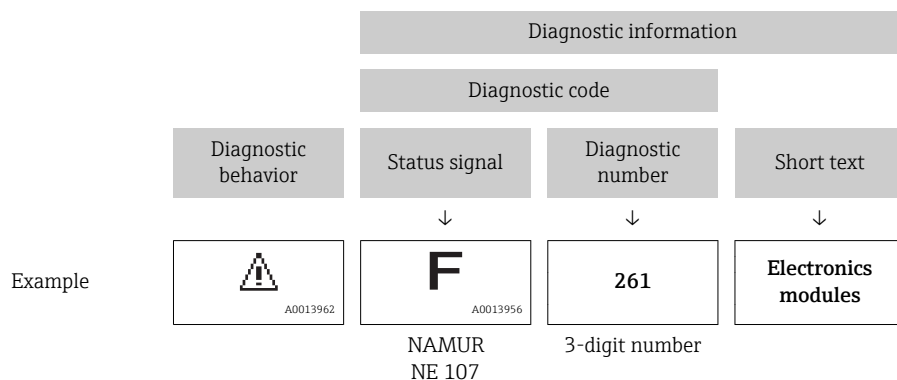 Diagnostic information
Diagnostic code
Diagnostic
behavior
Status signal
Diagnostic
number
Short text
↓ ↓ ↓
Example
A0013962
F
A0013956
261
Electronics
modules
NAMUR
NE 107
3-digit number